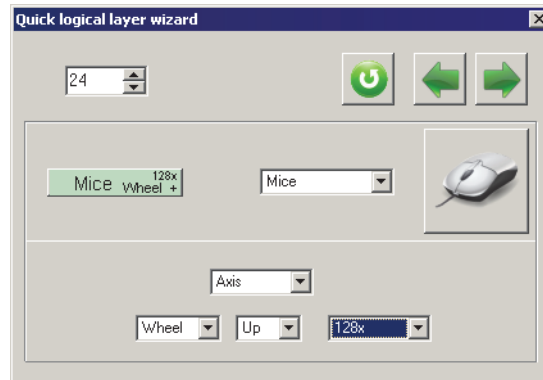 Quick logical layer wizard
24
Mice 128x
Wheel +
Mice
Axis
Wheel Up 128x